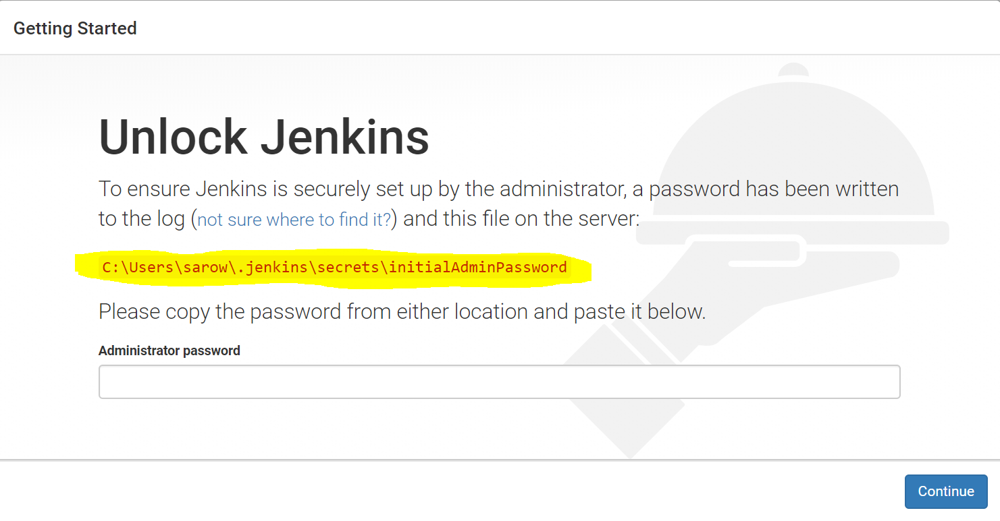 Getting Started
Unlock Jenkins
To ensure Jenkins is securely set up by the administrator, a password has been written
to the log (not sure where to find it?) and this file on the server:
C:\Users\sarow\.jenkins\secrets\initialAdminPassword
Please copy the password from either location and paste it below.
Administrator password
Continue